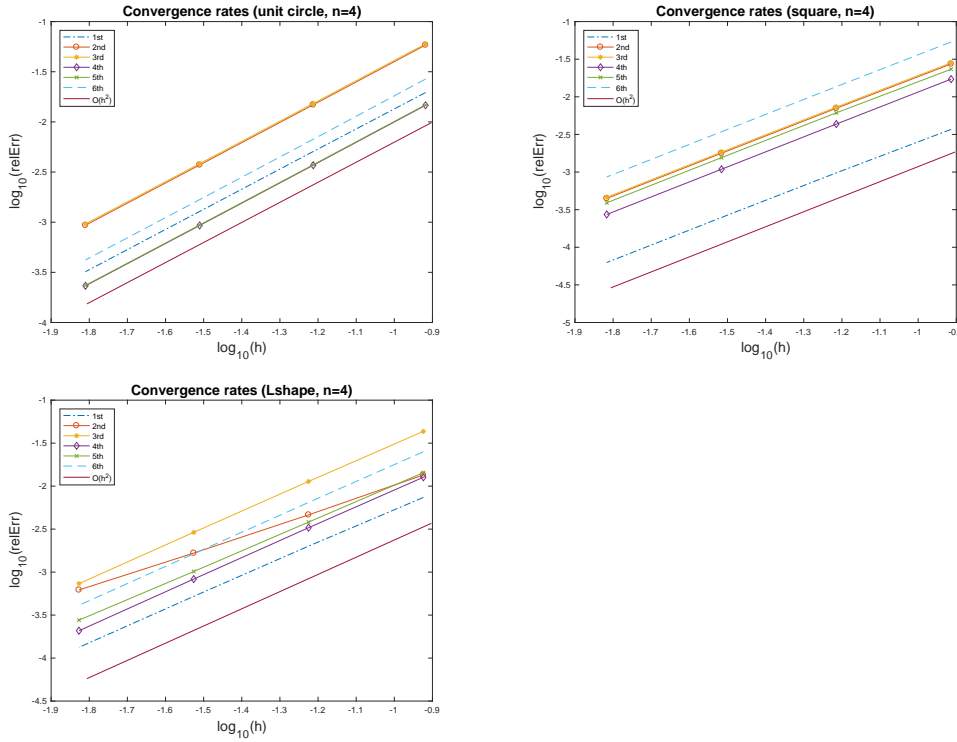 Convergence rates (unit circle, n=4)
-1
-1.5
-2
-2.5
-3
-3.5
-4
log10(relErr)
1st
2nd
3rd
4th
5th
6th
O(h²)
-1.9 -1.8 -1.7 -1.6 -1.5 -1.4 -1.3 -1.2 -1.1 -1 -0.9
log10(h)
Convergence rates (square, n=4)
-1
-1.5
-2
-2.5
-3
-3.5
-4
-4.5
-5
log10(relErr)
1st
2nd
3rd
4th
5th
6th
O(h²)
-1.9 -1.8 -1.7 -1.6 -1.5 -1.4 -1.3 -1.2 -1.1 -1 -0.9
log10(h)
Convergence rates (Lshape, n=4)
-1
-1.5
-2
-2.5
-3
-3.5
-4
-4.5
log10(relErr)
1st
2nd
3rd
4th
5th
6th
O(h²)
-1.9 -1.8 -1.7 -1.6 -1.5 -1.4 -1.3 -1.2 -1.1 -1 -0.9
log10(h)